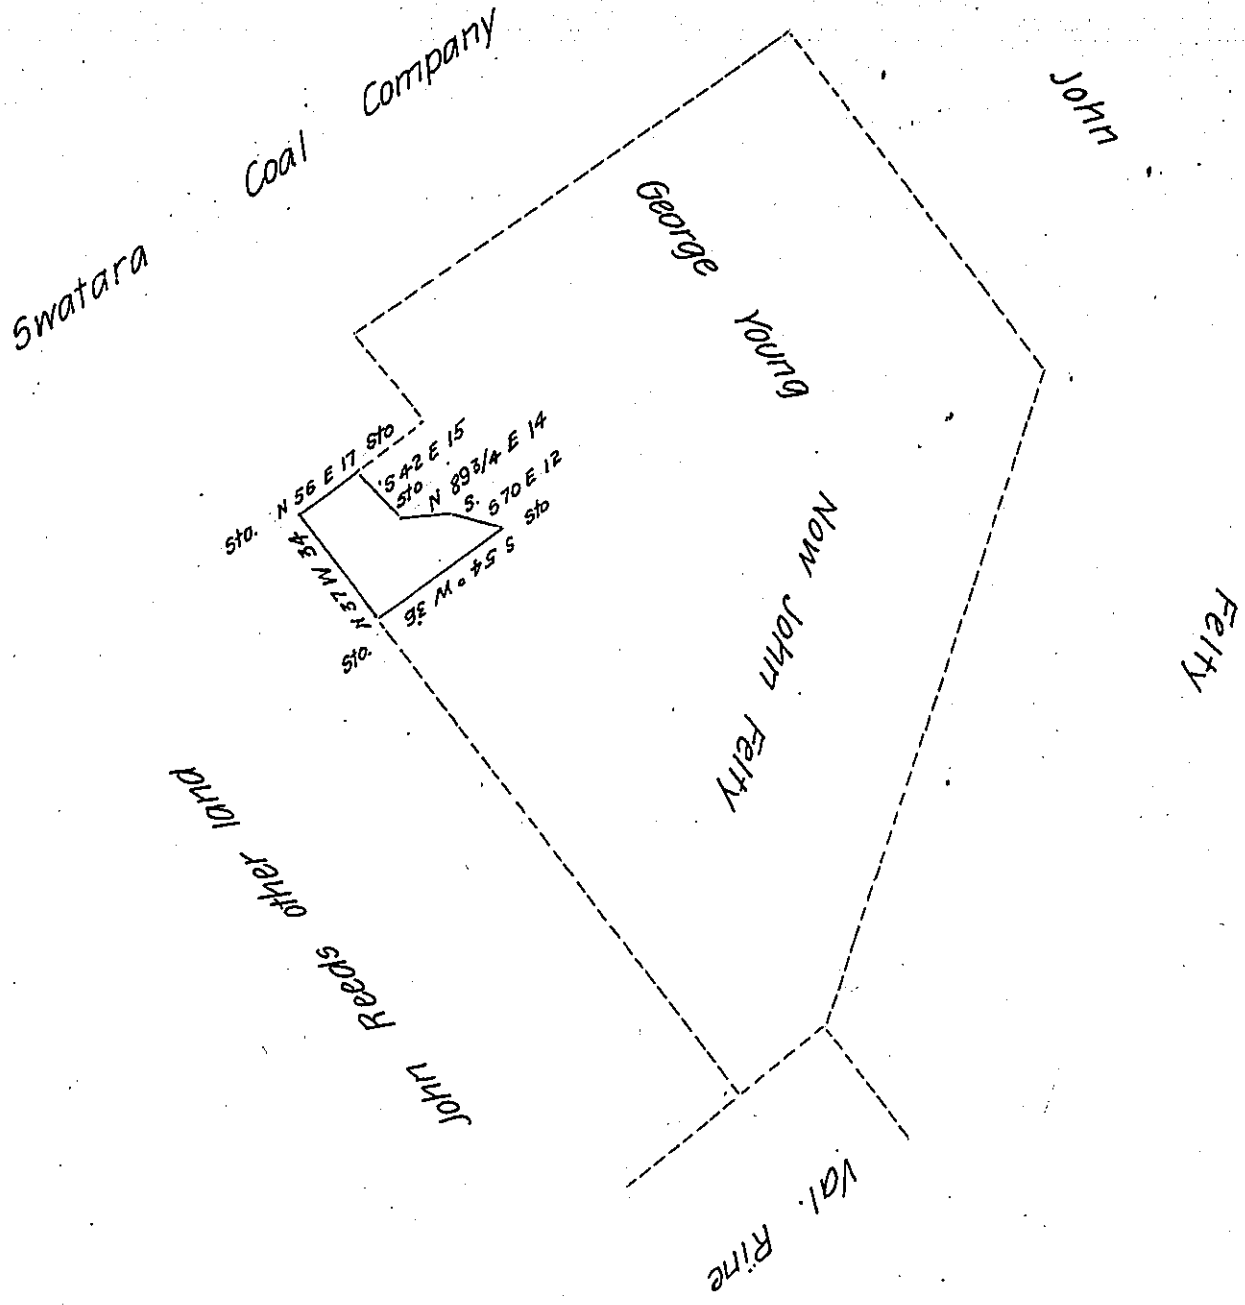 Swatara Coal Company
John Felty
George Young
Now John Felty
N 56 E 17 Sto
S 42 E 15
Sto
N 89 3/4 E 14
S.
S 70 E 12
Sto
S 54° W 36
Sto.
N 37 W 34
Sto.
John Reeds other land
Val. Rine